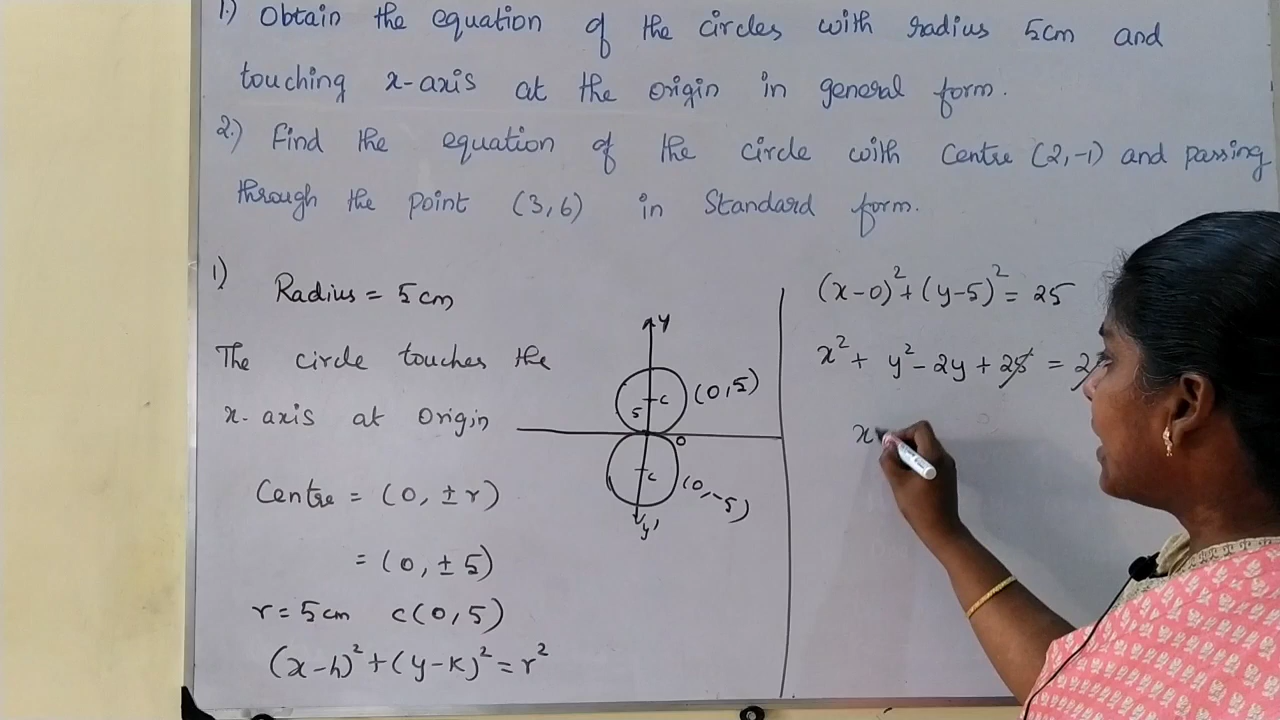 1.) Obtain the equation of the circles with radius 5cm and
touching x-axis at the origin in general form.
2.) Find the equation of the circle with Centre (2,-1) and passing
through the point (3,6) in Standard form.
1)
Radius = 5 cm
The circle touches the
x-axis at origin
Centre = (0, ± r)
= (0, ± 5)
r = 5cm c(0,5)
(x-h)² + (y-k)² = r²
y
c
5
(0,5)
o
c
(0,-5)
y'
(x-0)² + (y-5)² = 25
x² + y² - 2y + 25 =
x